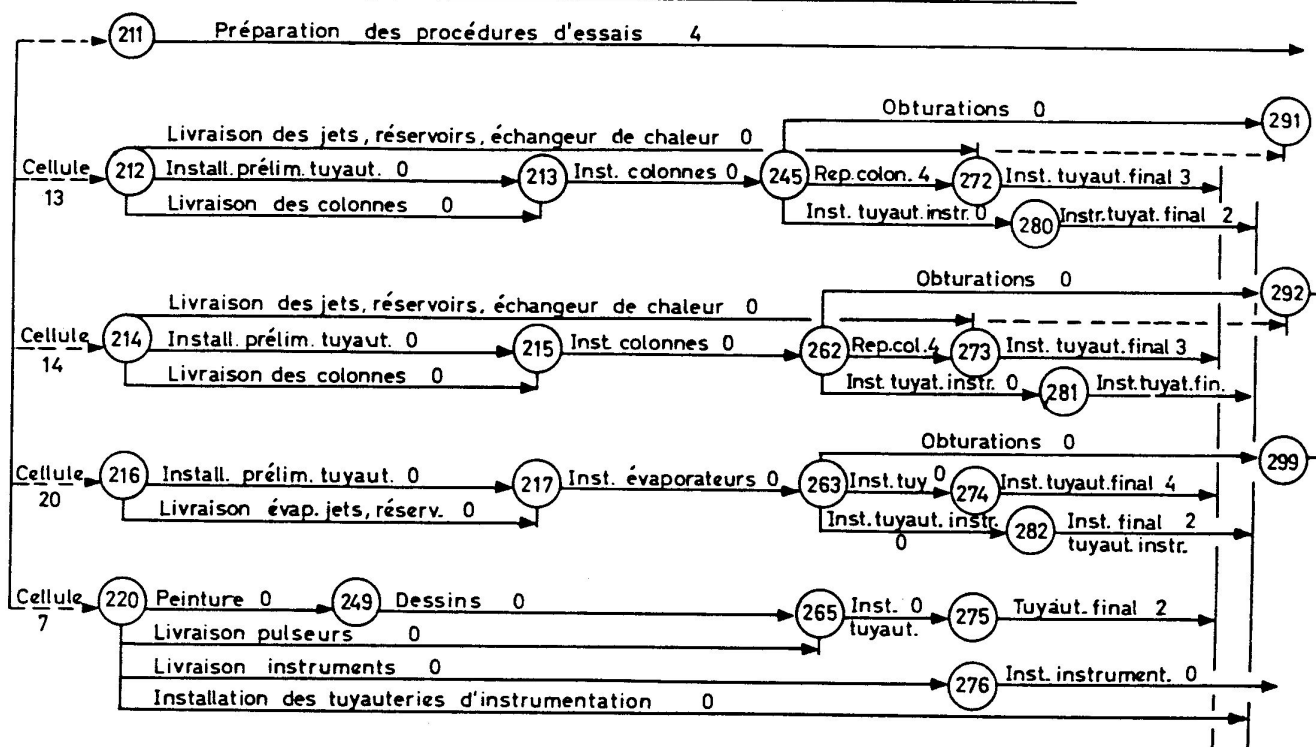 211 Préparation des procédures d'essais 4
Obturations 0 291
Livraison des jets, réservoirs, échangeur de chaleur 0
Cellule 13 212 Install. prélim. tuyaut. 0 213 Inst. colonnes 0 245 Rep. colon. 4 272 Inst. tuyaut. final 3
Livraison des colonnes 0 Inst. tuyaut. instr. 0 280 Instr. tuyat. final 2
Obturations 0 292
Livraison des jets, réservoirs, échangeur de chaleur 0
Cellule 14 214 Install. prélim. tuyaut. 0 215 Inst. colonnes 0 262 Rep. col. 4 273 Inst. tuyaut. final 3
Livraison des colonnes 0 Inst. tuyat. instr. 0 281 Inst. tuyat. fin.
Obturations 0 299
Cellule 20 216 Install. prélim. tuyaut. 0 217 Inst. évaporateurs 0 263 Inst. tuy 0 274 Inst. tuyaut. final 4
Livraison évap. jets, réserv. 0 Inst. tuyaut. instr. 0 282 Inst. final 2 tuyaut. instr.
Cellule 7 220 Peinture 0 249 Dessins 0 265 Inst. 0 tuyaut. 275 Tuyaut. final 2
Livraison pulseurs 0
Livraison instruments 0 276 Inst. instrument. 0
Installation des tuyauteries d'instrumentation 0